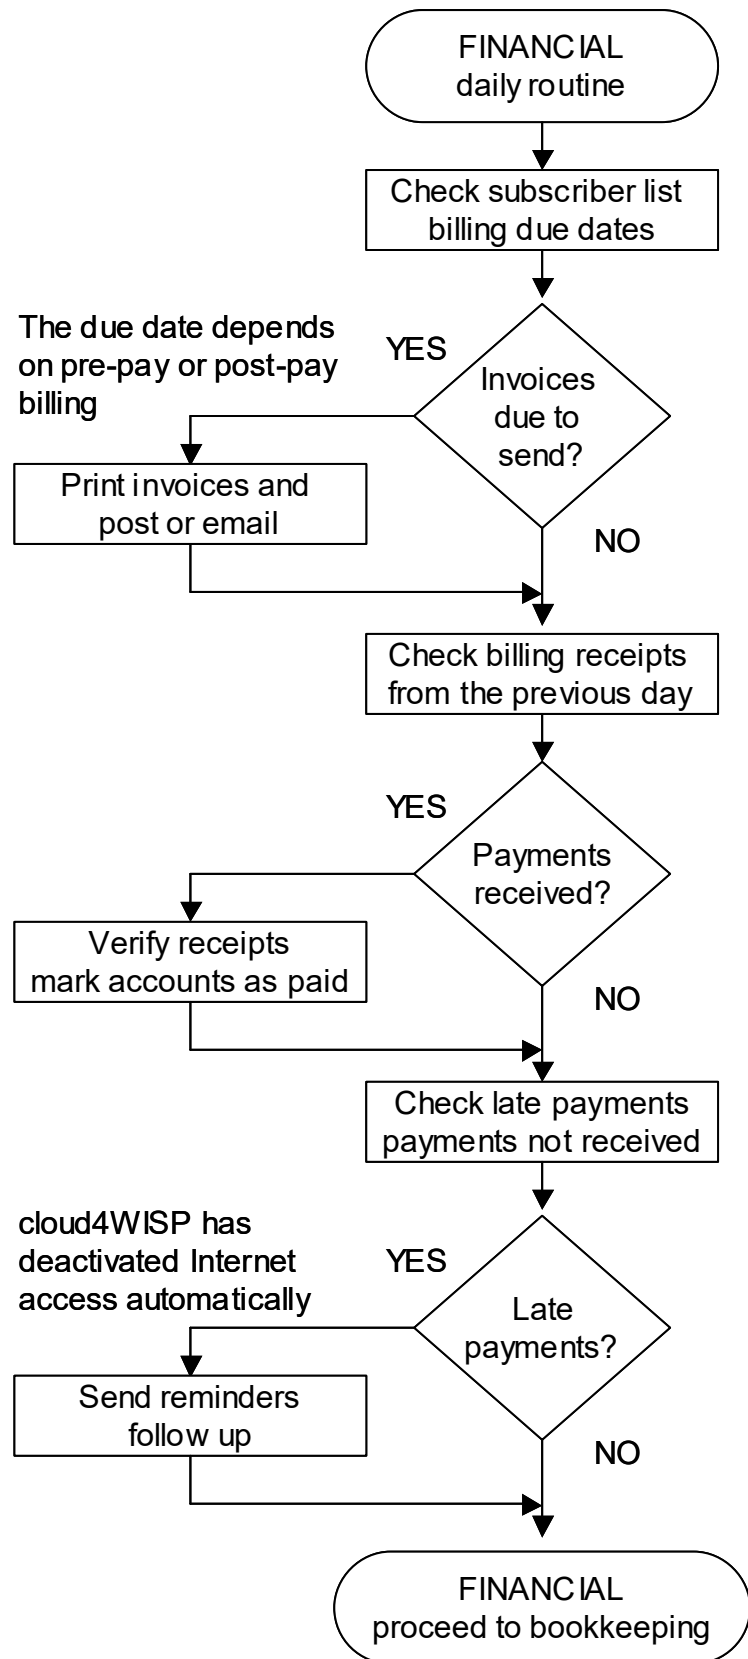 FINANCIAL
daily routine
Check subscriber list
billing due dates
The due date depends
on pre-pay or post-pay
billing
YES
Invoices
due to
send?
Print invoices and
post or email
NO
Check billing receipts
from the previous day
YES
Payments
received?
Verify receipts
mark accounts as paid
NO
Check late payments
payments not received
cloud4WISP has
deactivated Internet
access automatically
YES
Late
payments?
Send reminders
follow up
NO
FINANCIAL
proceed to bookkeeping